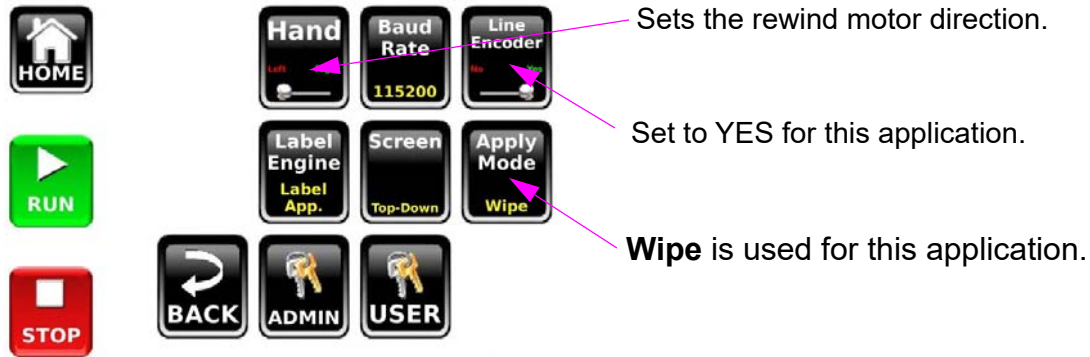 HOME
Hand
Left
Baud
Rate
115200
Line
Encoder
No Yes
Sets the rewind motor direction.
RUN
Label
Engine
Label
App.
Screen
Top-Down
Apply
Mode
Wipe
Set to YES for this application.
Wipe is used for this application.
STOP
BACK
ADMIN
USER